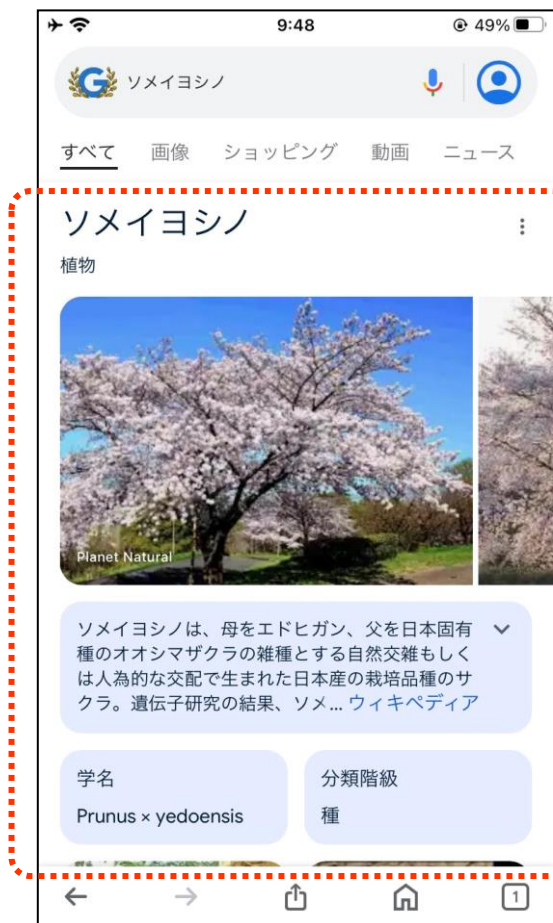 9:48
49%
G ソメイヨシノ
すべて 画像 ショッピング 動画 ニュース
ソメイヨシノ
植物
Planet Natural
ソメイヨシノは、母をエドヒガン、父を日本固有
種のオオシマザクラの雑種とする自然交雑もしく
は人為的な交配で生まれた日本産の栽培品種のサ
クラ。遺伝子研究の結果、ソメ... ウィキペディア
学名
Prunus × yedoensis
分類階級
種
1